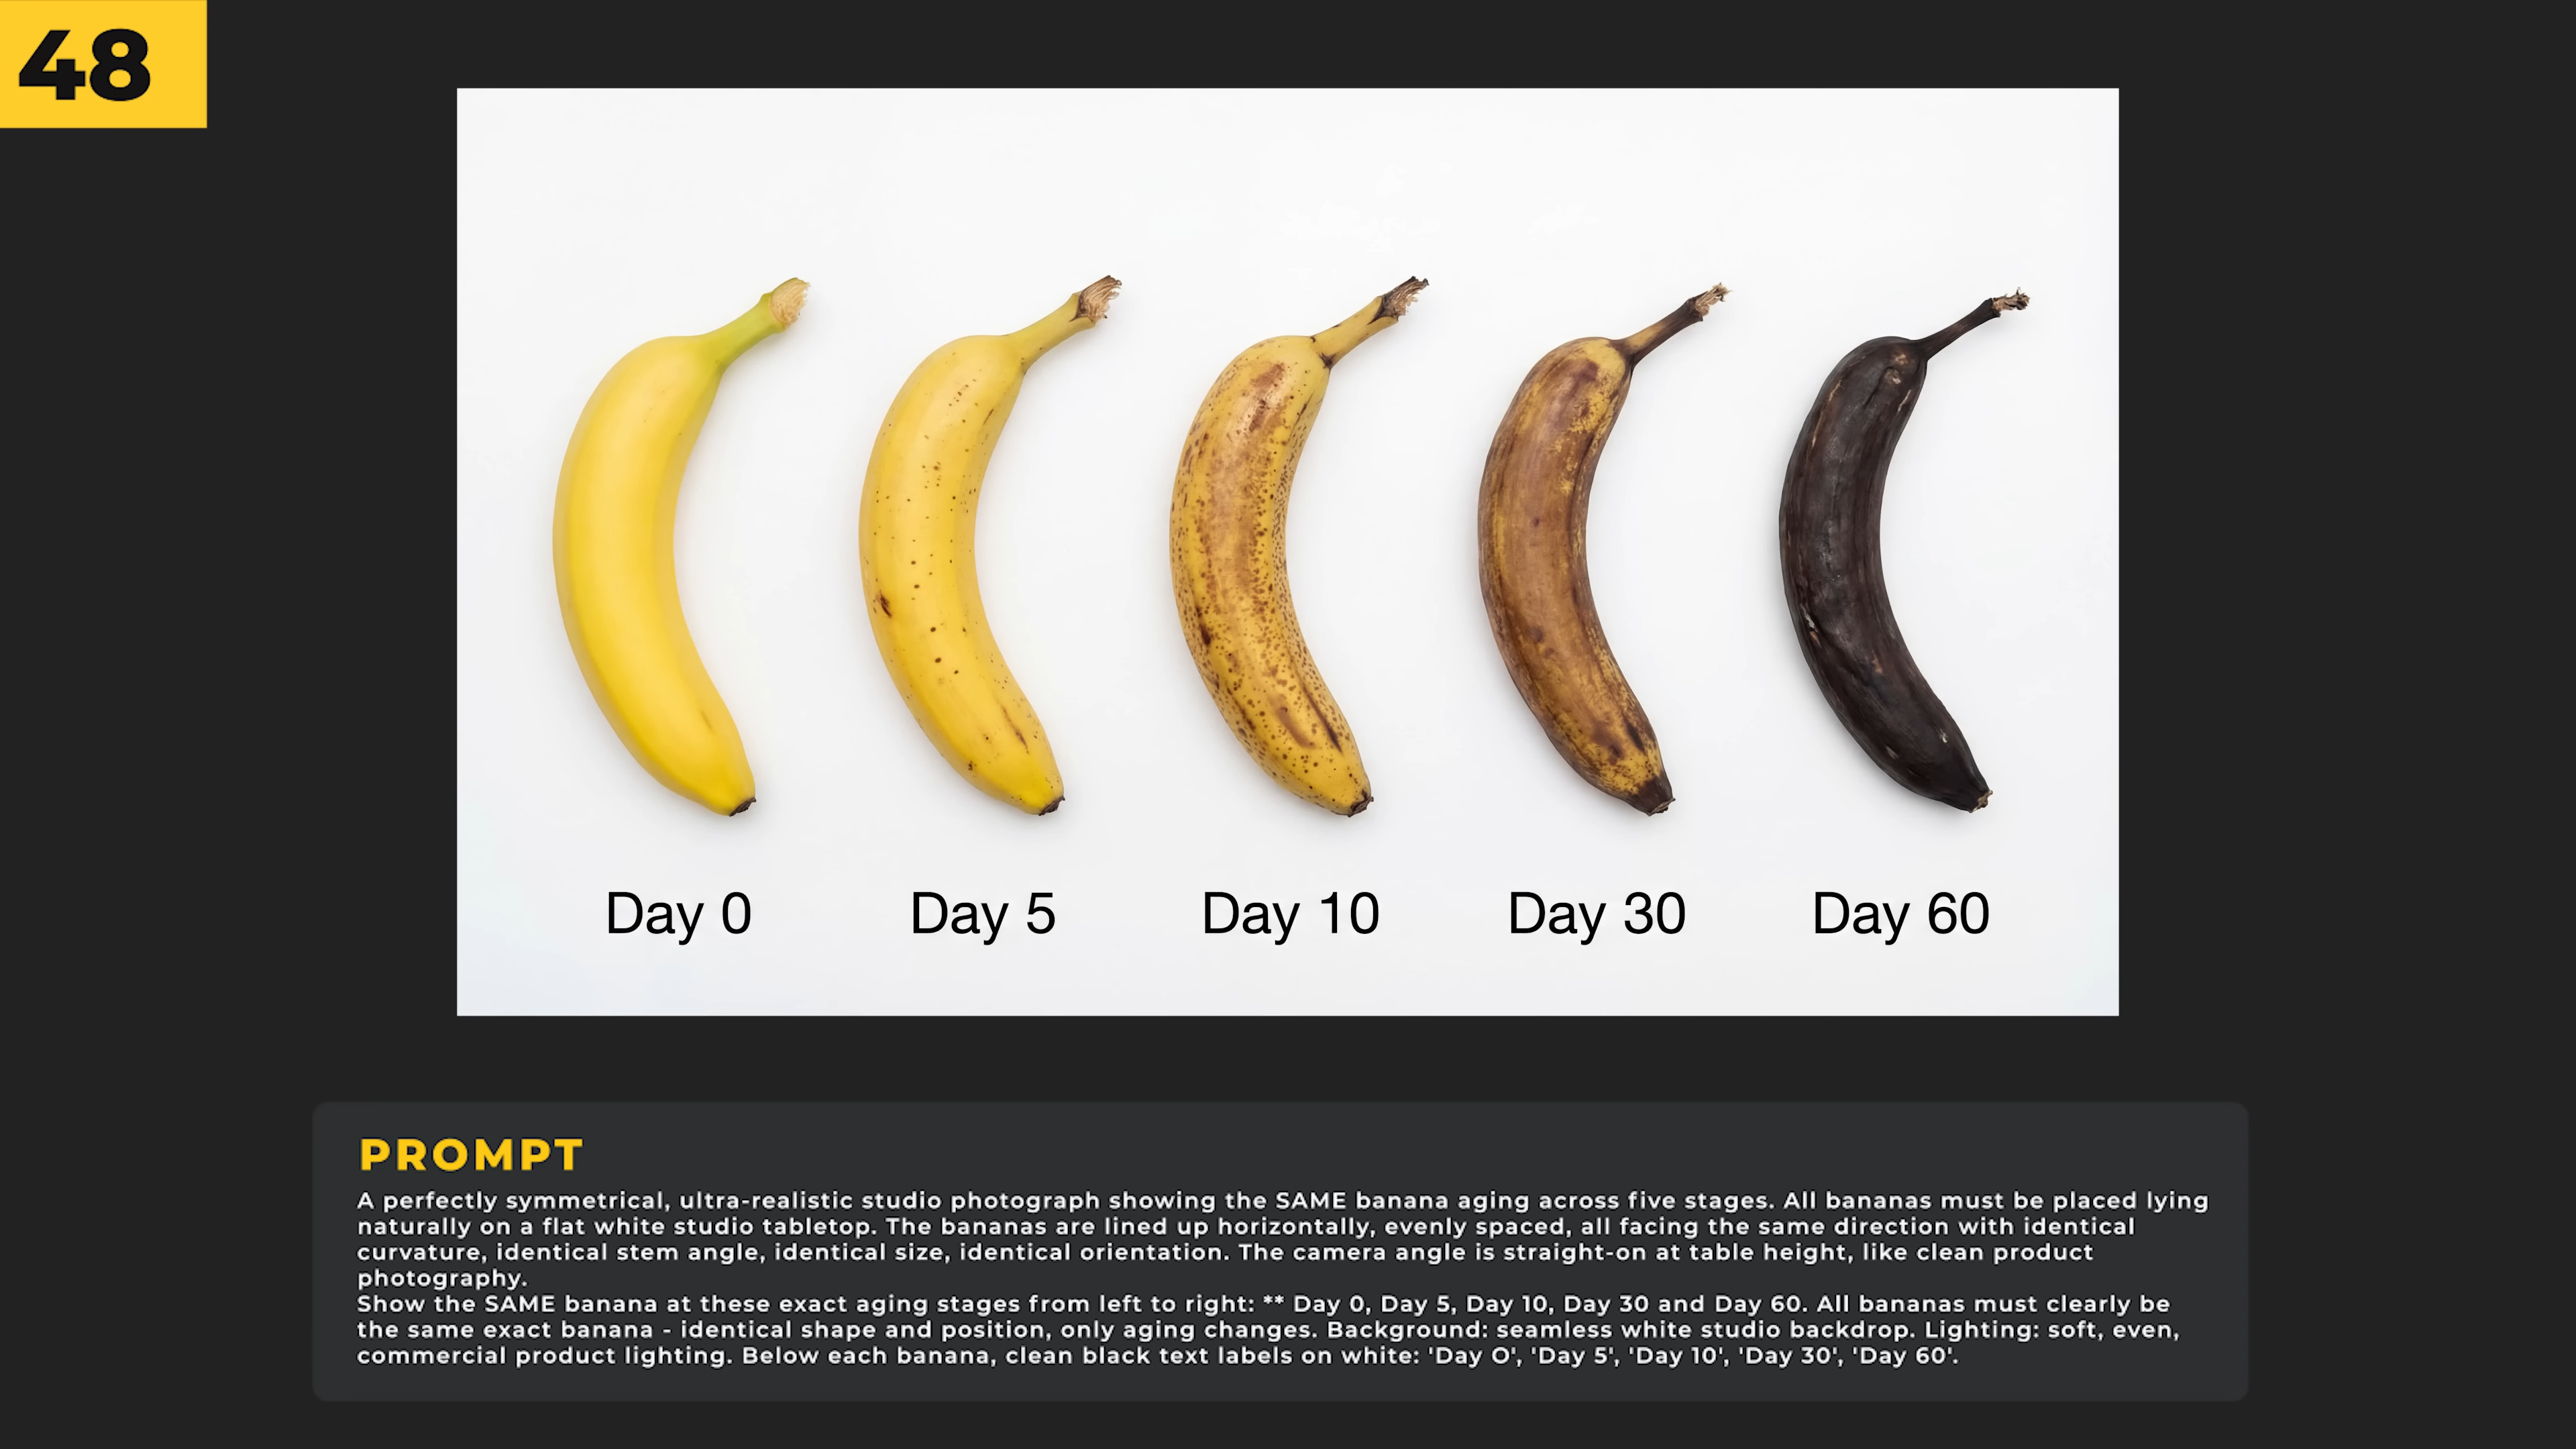 48
Day 0 Day 5 Day 10 Day 30 Day 60
PROMPT
A perfectly symmetrical, ultra-realistic studio photograph showing the SAME banana aging across five stages. All bananas must be placed lying
naturally on a flat white studio tabletop. The bananas are lined up horizontally, evenly spaced, all facing the same direction with identical
curvature, identical stem angle, identical size, identical orientation. The camera angle is straight-on at table height, like clean product
photography.
Show the SAME banana at these exact aging stages from left to right: ** Day 0, Day 5, Day 10, Day 30 and Day 60. All bananas must clearly be
the same exact banana - identical shape and position, only aging changes. Background: seamless white studio backdrop. Lighting: soft, even,
commercial product lighting. Below each banana, clean black text labels on white: 'Day O', 'Day 5', 'Day 10', 'Day 30', 'Day 60'.